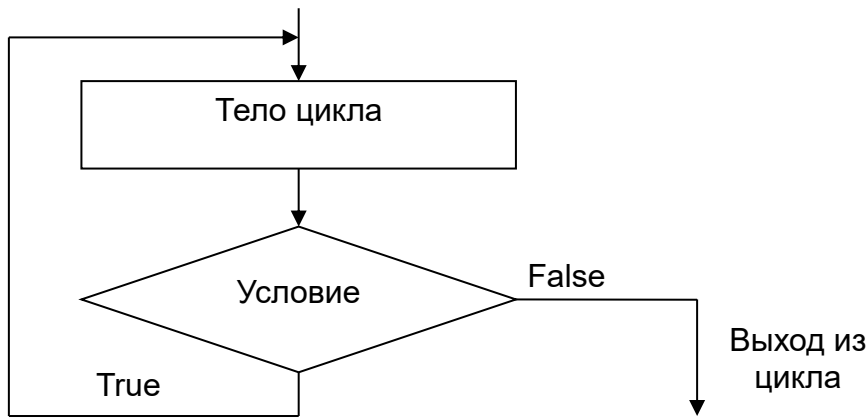 Тело цикла
Условие
False
True
Выход из
цикла